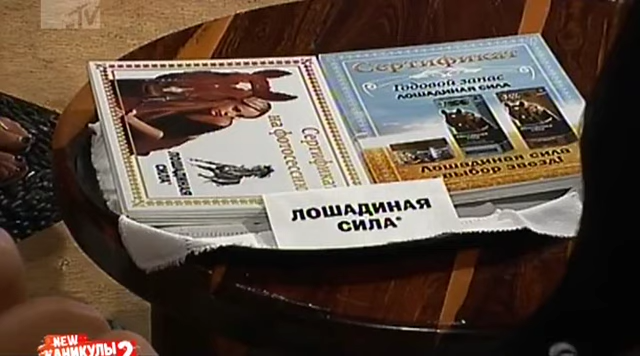 MTV
Сертификат
на фотосессию
ЛОШАДИНАЯ
СИЛА
Сертификат
Годовой запас
ЛОШАДИНАЯ СИЛА
Лошадиная сила
выбор звезд!
ЛОШАДИНАЯ
СИЛА*
NEW
КАНИКУЛЫ 2